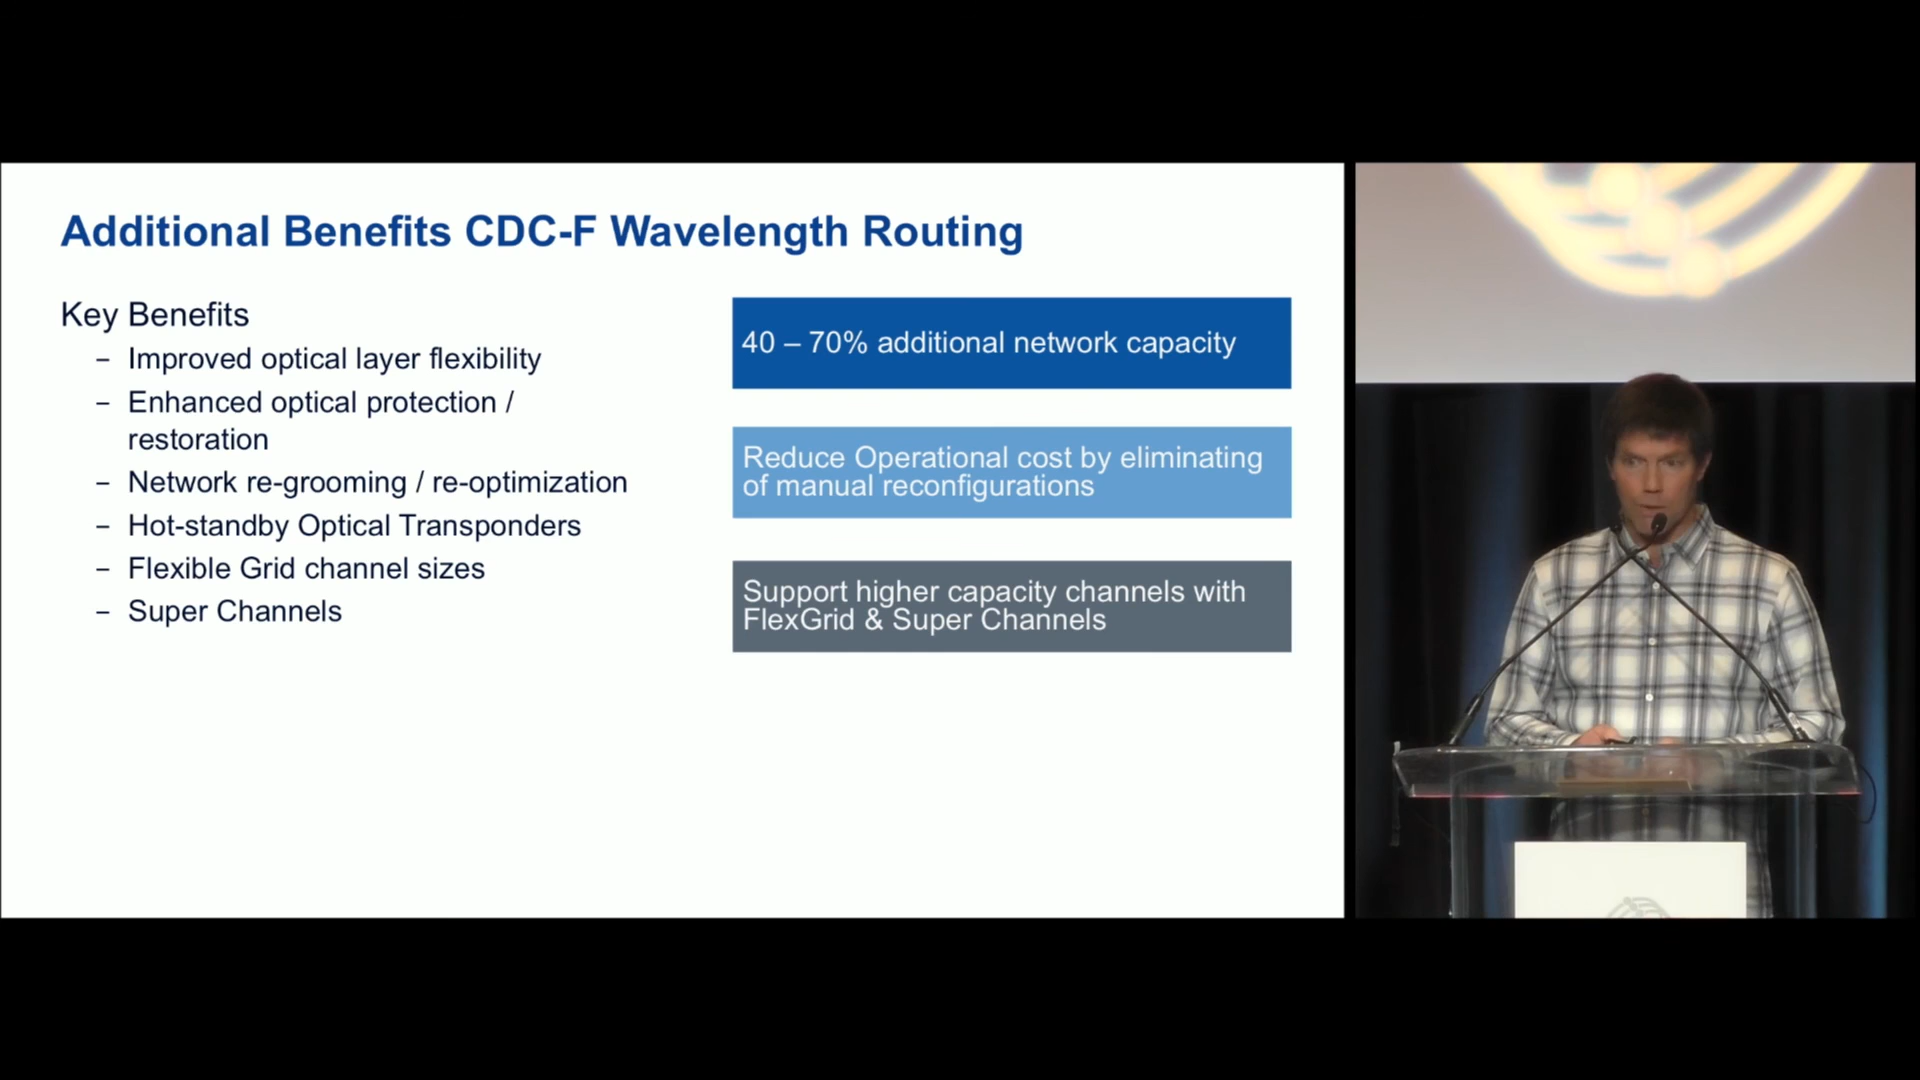 Additional Benefits CDC-F Wavelength Routing
Key Benefits
– Improved optical layer flexibility
– Enhanced optical protection /
restoration
– Network re-grooming / re-optimization
– Hot-standby Optical Transponders
– Flexible Grid channel sizes
– Super Channels
40 – 70% additional network capacity
Reduce Operational cost by eliminating
of manual reconfigurations
Support higher capacity channels with
FlexGrid & Super Channels